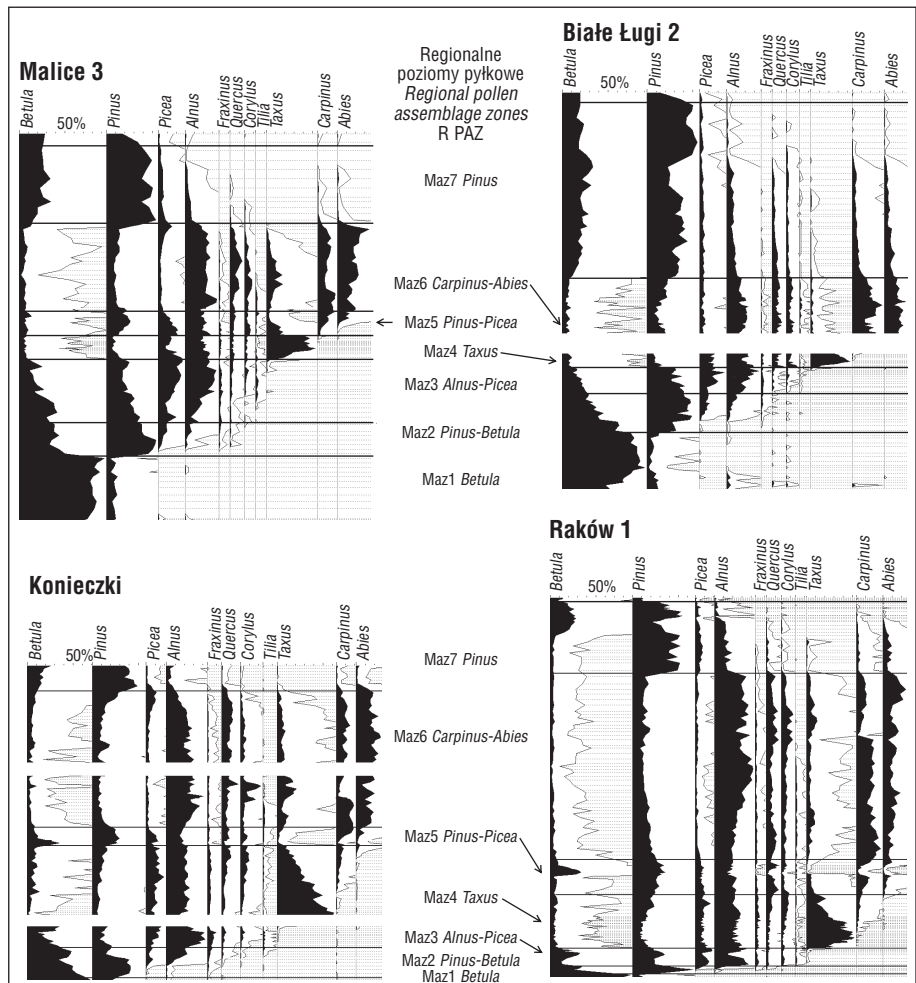 Malice 3
Betula
50%
Pinus
Picea
Alnus
Fraxinus
Quercus
Corylus
Tilia
Taxus
Carpinus
Abies
Regionalne
poziomy pyłkowe
Regional pollen
assemblage zones
R PAZ
Maz7 Pinus
Maz6 Carpinus-Abies
Maz5 Pinus-Picea
Maz4 Taxus
Maz3 Alnus-Picea
Maz2 Pinus-Betula
Maz1 Betula
Białe Ługi 2
Betula
50%
Pinus
Picea
Alnus
Fraxinus
Quercus
Corylus
Tilia
Taxus
Carpinus
Abies
Konieczki
Betula
50%
Pinus
Picea
Alnus
Fraxinus
Quercus
Corylus
Tilia
Taxus
Carpinus
Abies
Maz7 Pinus
Maz6 Carpinus-Abies
Maz5 Pinus-Picea
Maz4 Taxus
Maz3 Alnus-Picea
Maz2 Pinus-Betula
Maz1 Betula
Raków 1
Betula
50%
Pinus
Picea
Alnus
Fraxinus
Quercus
Corylus
Tilia
Taxus
Carpinus
Abies